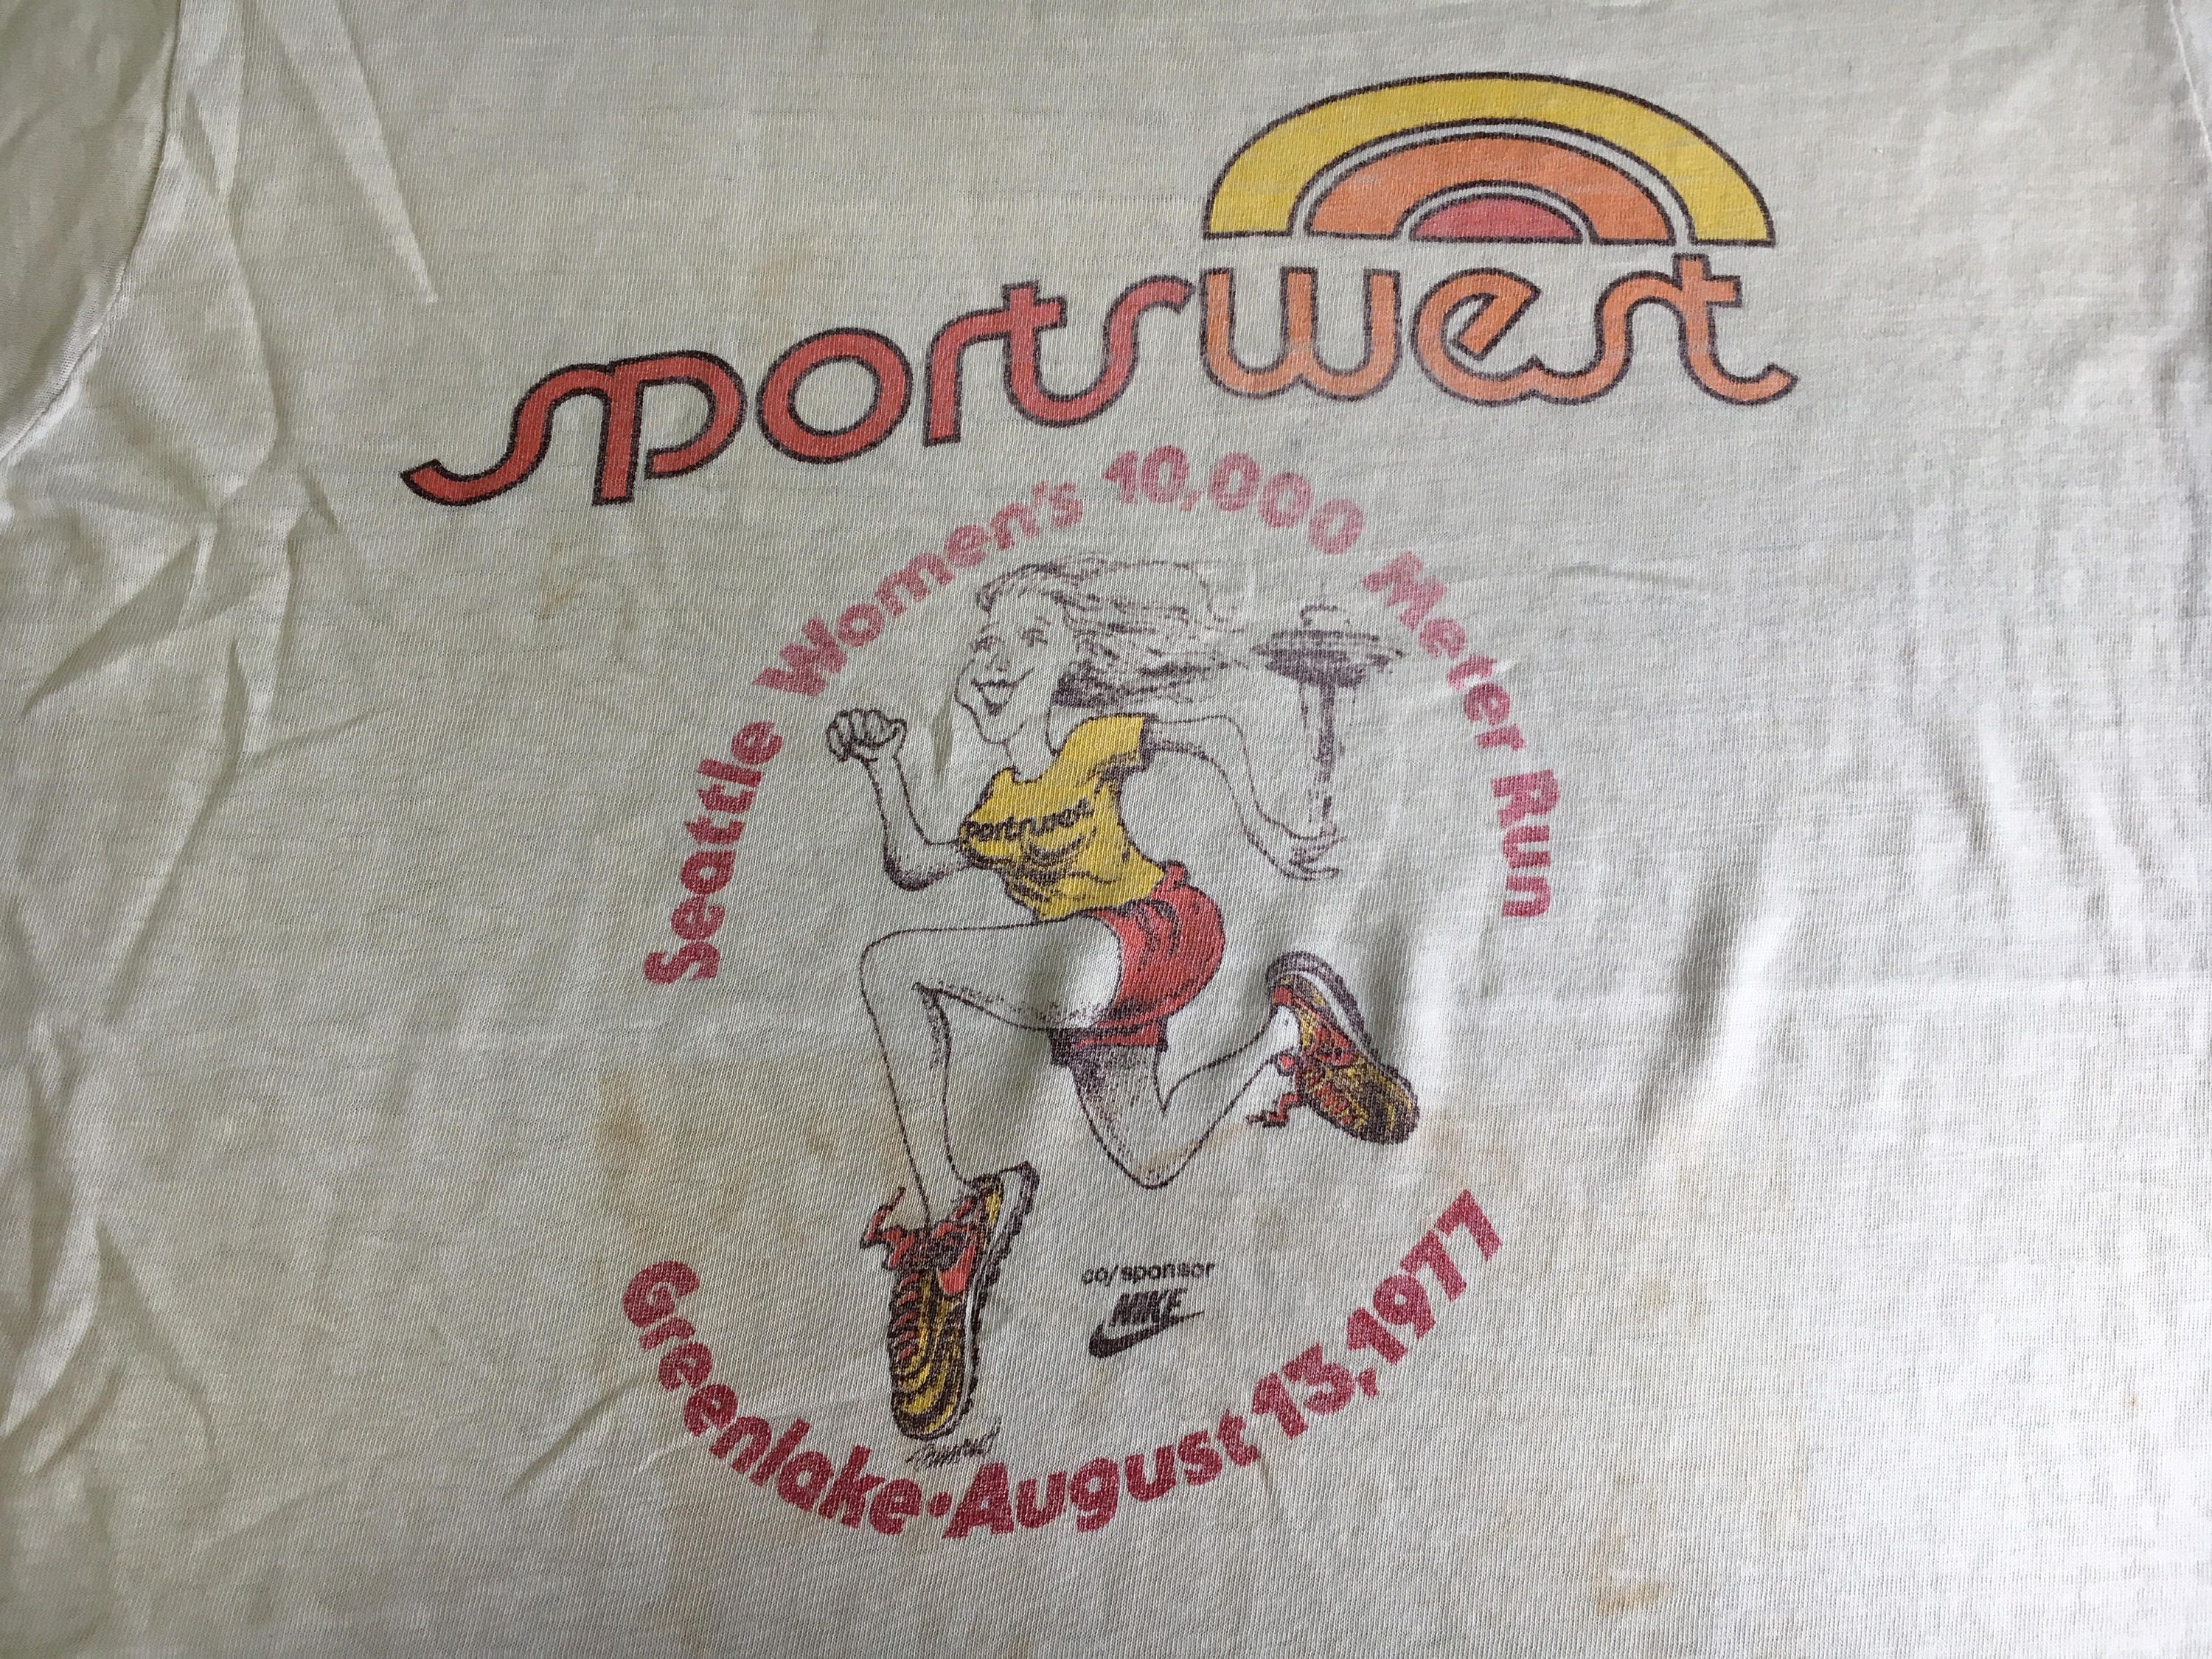 sportswest
Seattle Women's 10,000 Meter Run
sportswest
co/sponsor
NIKE
Greenlake•August 13,1977